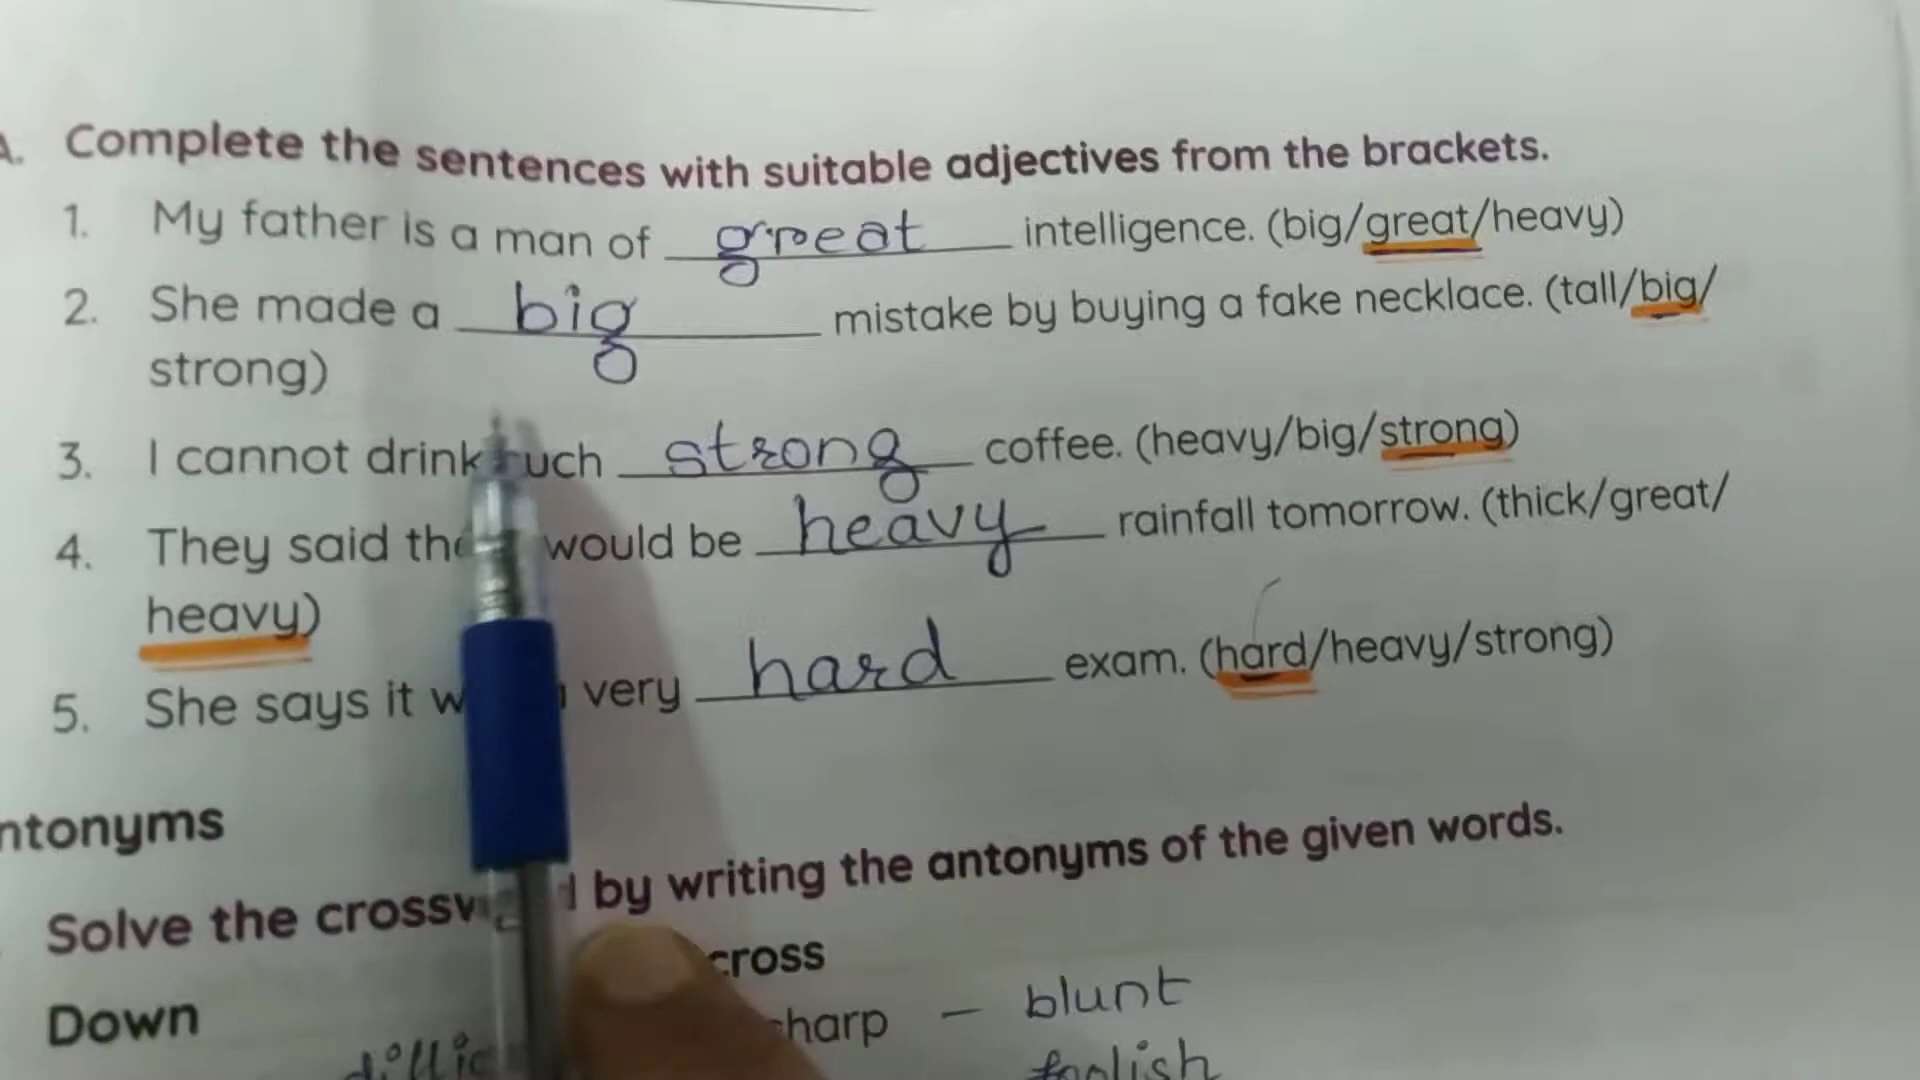 A. Complete the sentences with suitable adjectives from the brackets.
1. My father is a man of great intelligence. (big/great/heavy)
2. She made a big mistake by buying a fake necklace. (tall/big/
strong)
3. I cannot drink such strong coffee. (heavy/big/strong)
4. They said would be heavy rainfall tomorrow. (thick/great/
heavy)
5. She says it very hard exam. (hard/heavy/strong)
ntonyms
Solve the by writing the antonyms of the given words.
cross
Down
harp – blunt
foolish